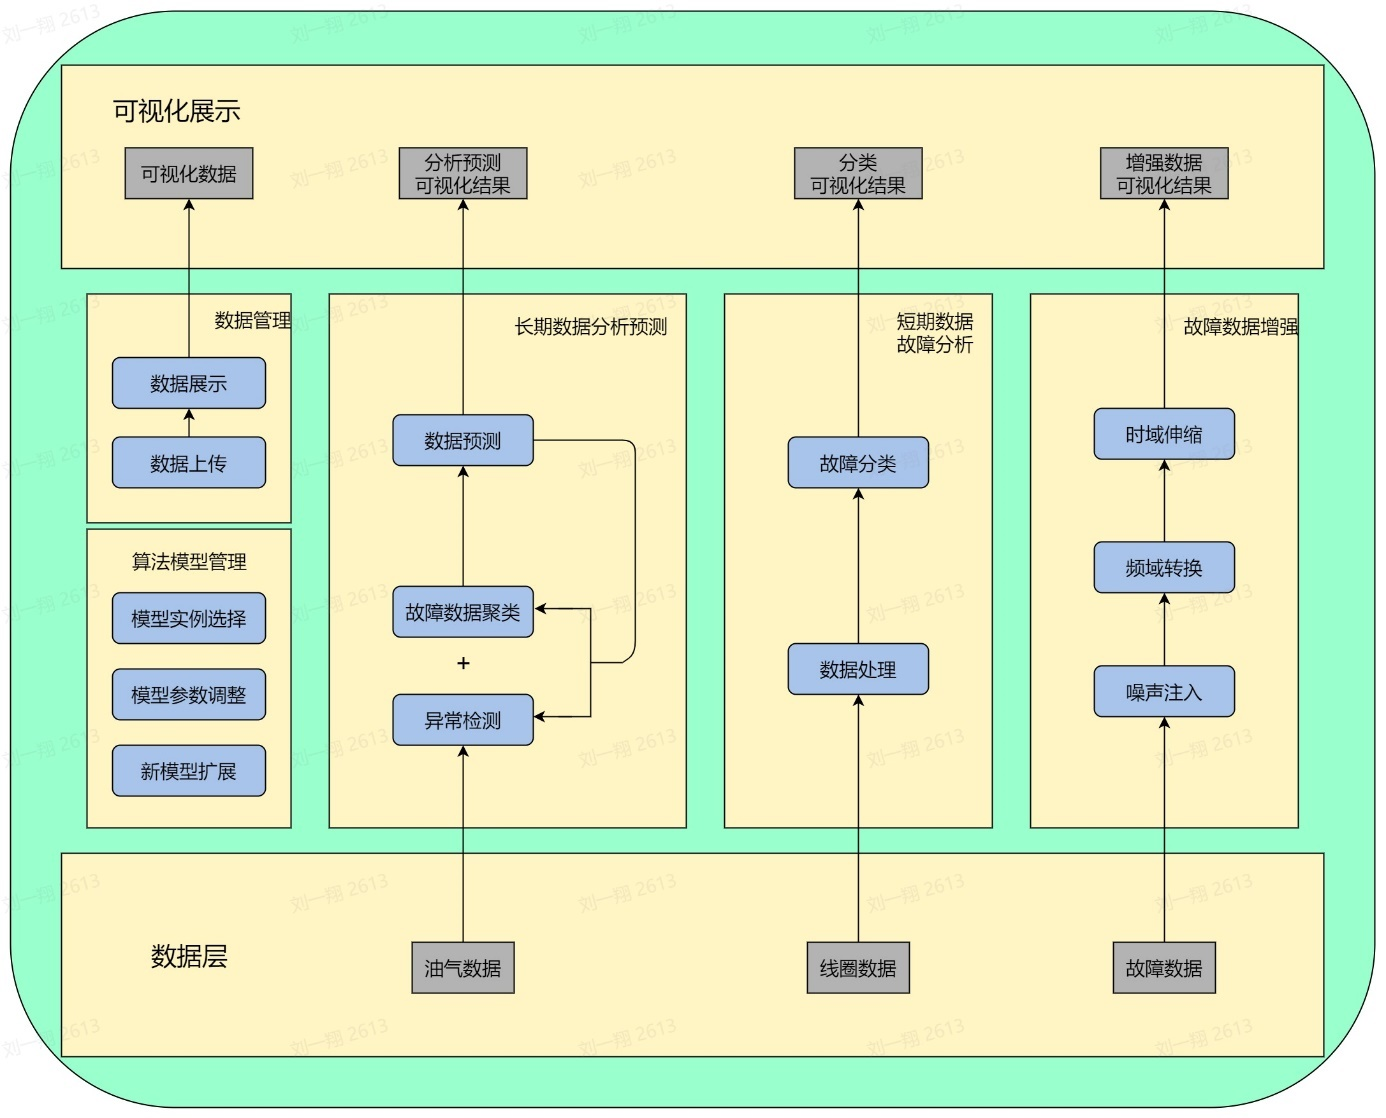 可视化展示
可视化数据
分析预测
可视化结果
分类
可视化结果
增强数据
可视化结果
数据管理
数据展示
数据上传
算法模型管理
模型实例选择
模型参数调整
新模型扩展
长期数据分析预测
数据预测
故障数据聚类
+
异常检测
短期数据
故障分析
故障分类
数据处理
故障数据增强
时域伸缩
频域转换
噪声注入
数据层
油气数据
线圈数据
故障数据
刘一翔 2613